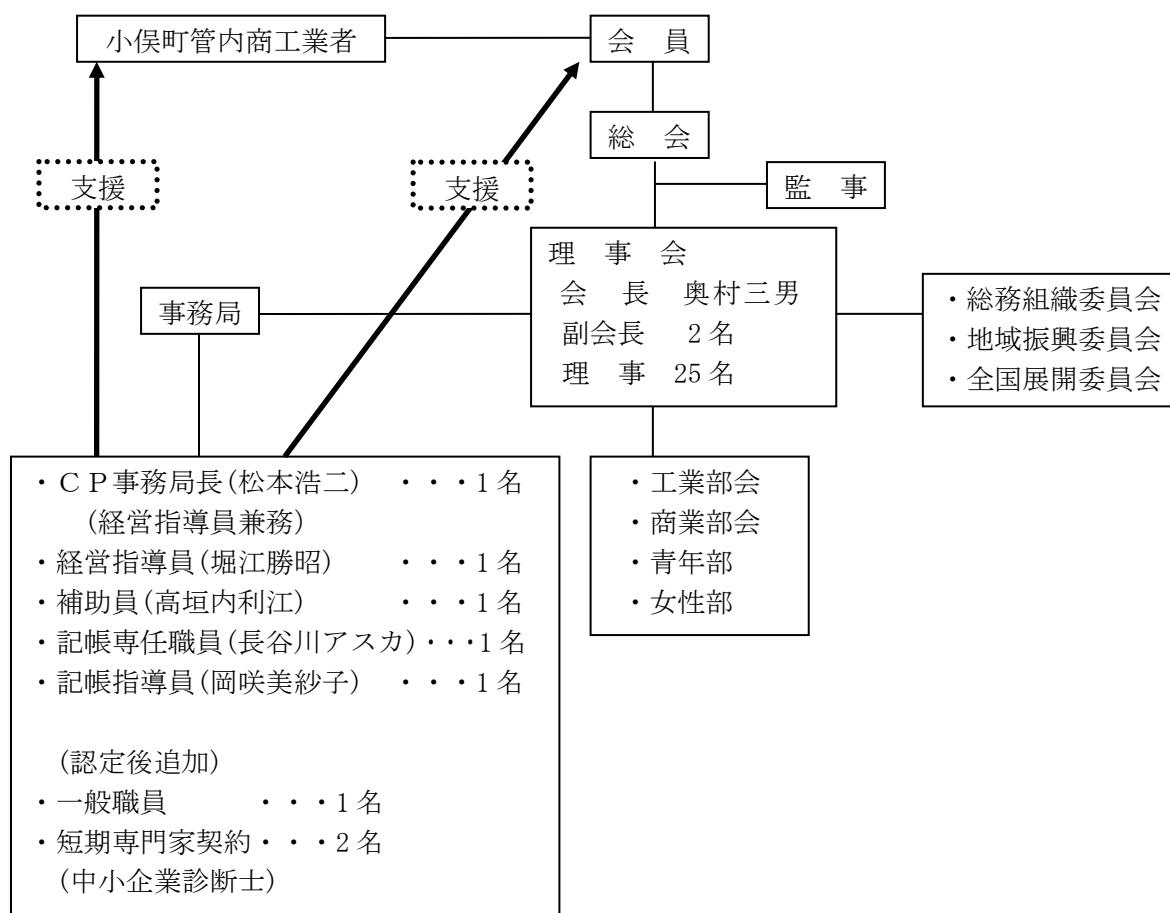 小俣町管内商工業者
会　員
総　会
支援
支援
監　事
理　事　会
会　長　奥村三男
副会長　2名
理　事　25名
事務局
・総務組織委員会
・地域振興委員会
・全国展開委員会
・ＣＰ事務局長(松本浩二)　・・・1名
(経営指導員兼務)
・経営指導員(堀江勝昭)　・・・1名
・補助員(高垣内利江)　・・・1名
・記帳専任職員(長谷川アスカ)・・・1名
・記帳指導員(岡咲美紗子)　・・・1名
(認定後追加)
・一般職員　・・・1名
・短期専門家契約・・・2名
(中小企業診断士)
・工業部会
・商業部会
・青年部
・女性部